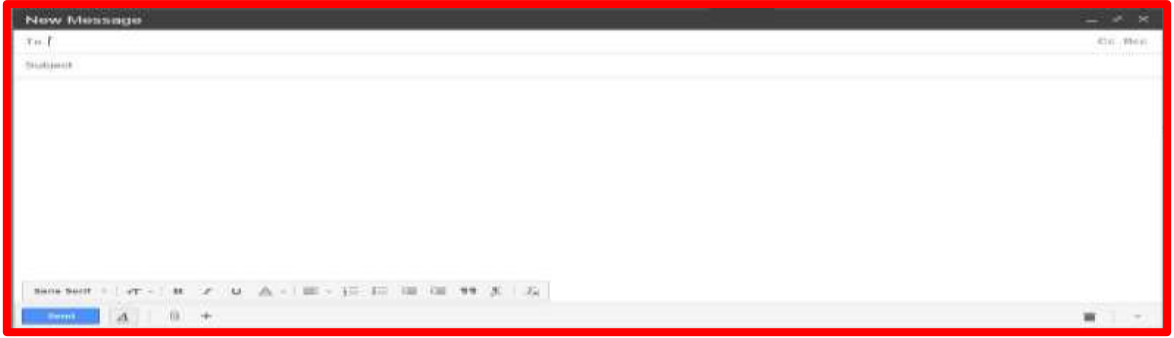 New Message
To
Cc Bcc
Subject
Sans Serif
Send